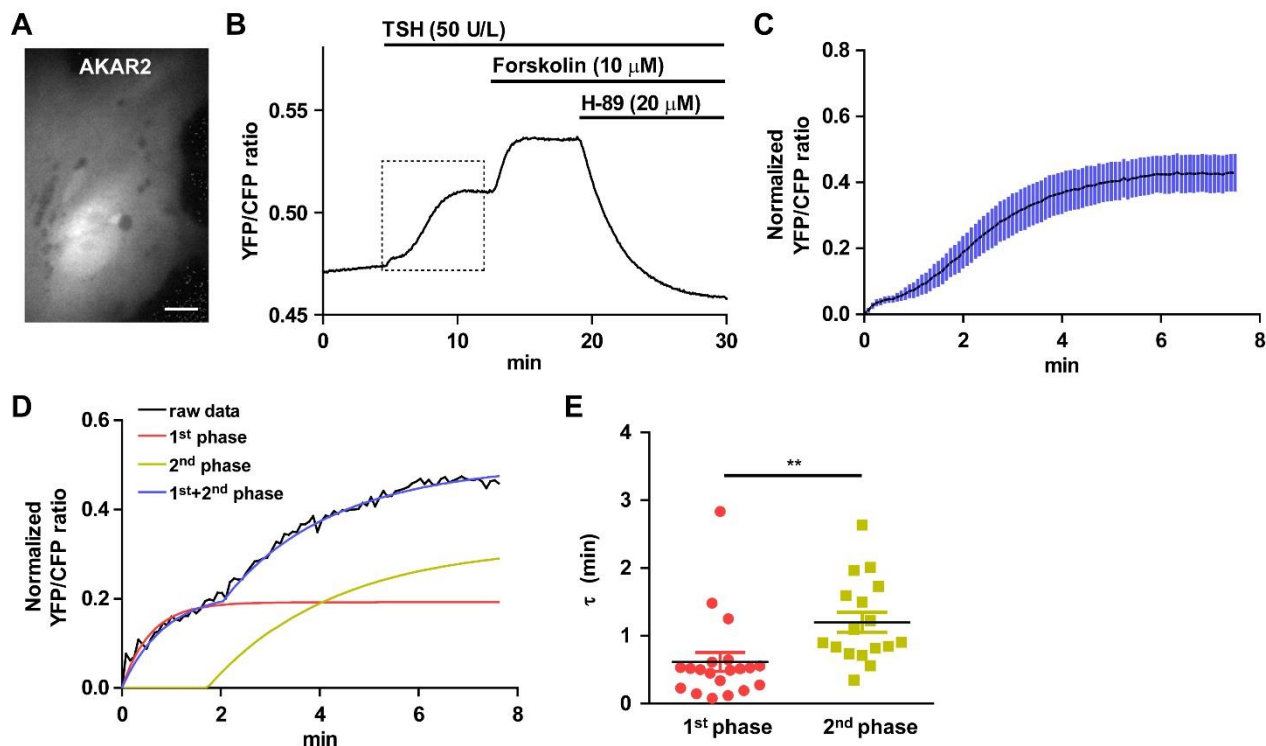 A
AKAR2
B
TSH (50 U/L)
Forskolin (10 μM)
H-89 (20 μM)
YFP/CFP ratio
0.55
0.50
0.45
0 10 20 30
min
C
Normalized
YFP/CFP ratio
0.8
0.6
0.4
0.2
0.0
0 2 4 6 8
min
D
raw data
1st phase
2nd phase
1st+2nd phase
Normalized
YFP/CFP ratio
0.6
0.4
0.2
0.0
0 2 4 6 8
min
E
**
τ (min)
4
3
2
1
0
1st phase 2nd phase